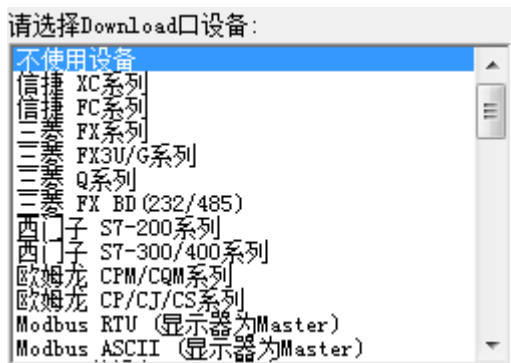 请选择Download口设备:
不使用设备
信捷 XC系列
信捷 FC系列
三菱 FX系列
三菱 FX3U/G系列
三菱 Q系列
三菱 FX BD(232/485)
西门子 S7-200系列
西门子 S7-300/400系列
欧姆龙 CPM/CQM系列
欧姆龙 CP/CJ/CS系列
Modbus RTU (显示器为Master)
Modbus ASCII (显示器为Master)